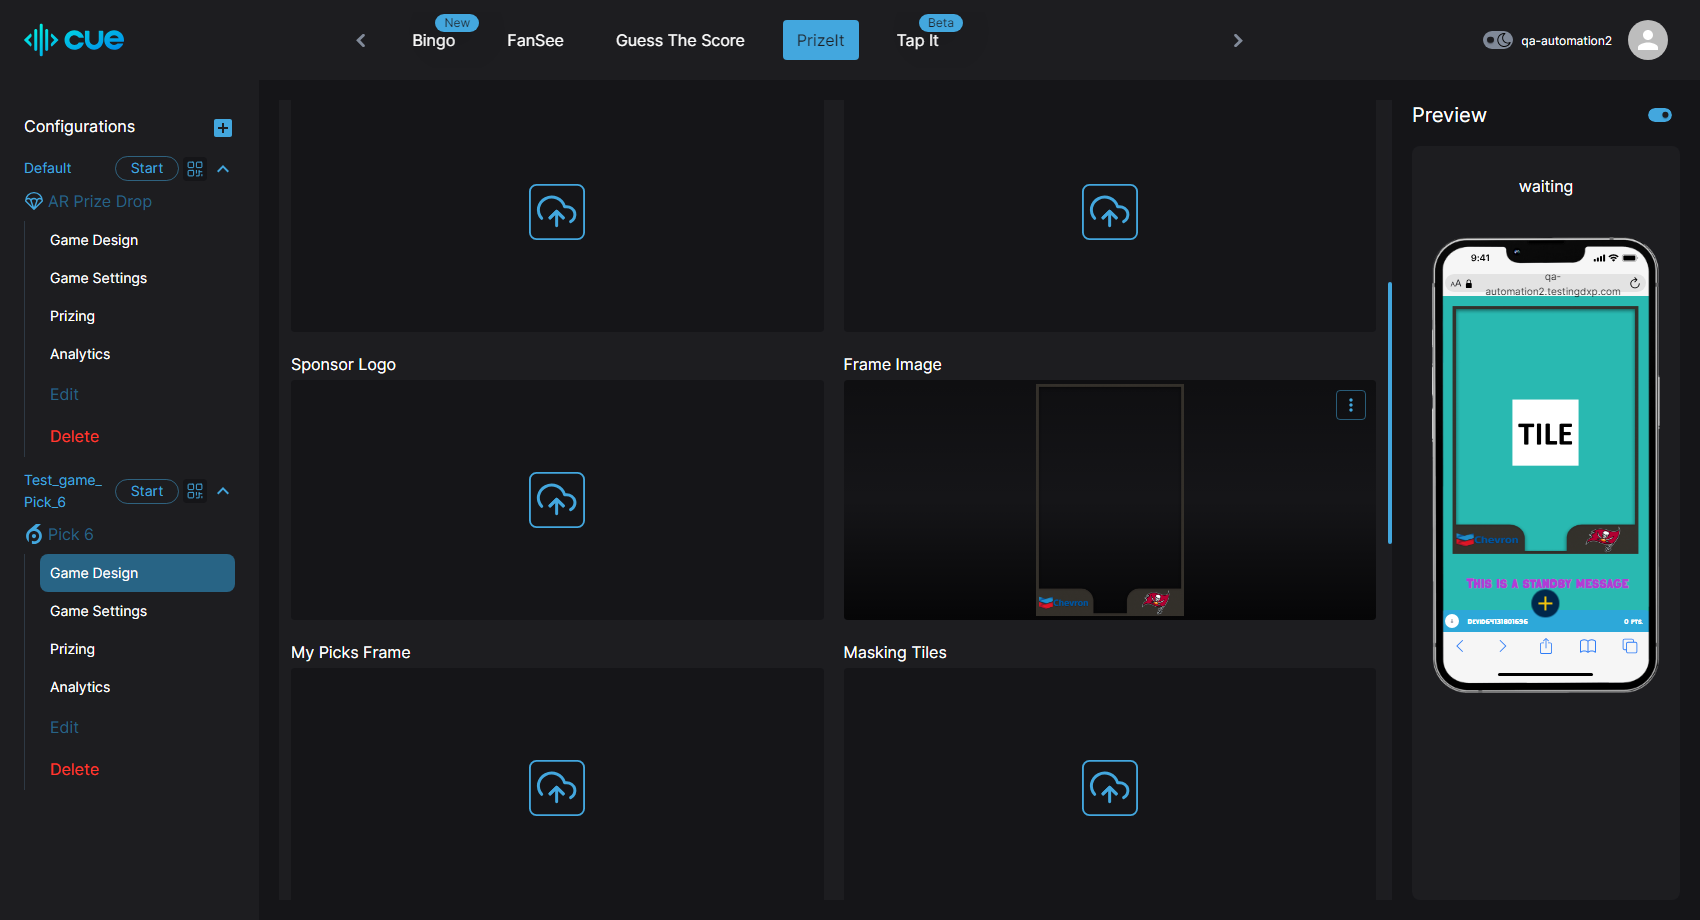 cue
New
Bingo
FanSee
Guess The Score
PrizeIt
Beta
Tap It
qa-automation2
Configurations
Default
Start
AR Prize Drop
Game Design
Game Settings
Prizing
Analytics
Edit
Delete
Test_game_
Pick_6
Start
Pick 6
Game Design
Game Settings
Prizing
Analytics
Edit
Delete
Sponsor Logo
Frame Image
Chevron
My Picks Frame
Masking Tiles
Preview
waiting
9:41
AA
qa-
automation2.testingdxp.com
TILE
Chevron
THIS IS A STANDBY MESSAGE
0 PTS.